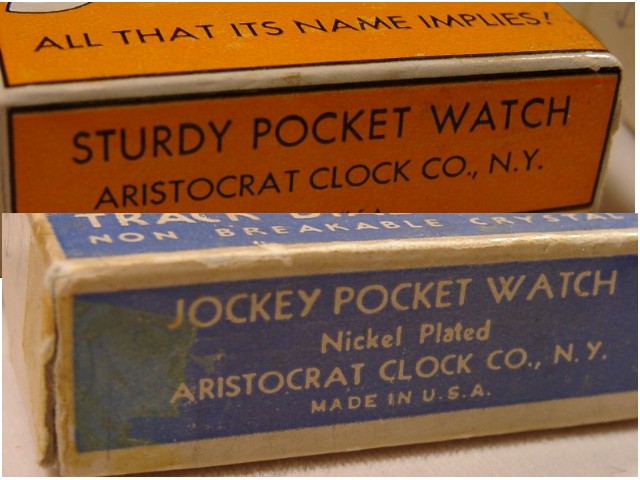 ALL THAT ITS NAME IMPLIES!
STURDY POCKET WATCH
ARISTOCRAT CLOCK CO., N.Y.
TRACK
NON BREAKABLE CRYSTAL
JOCKEY POCKET WATCH
Nickel Plated
ARISTOCRAT CLOCK CO., N.Y.
MADE IN U.S.A.